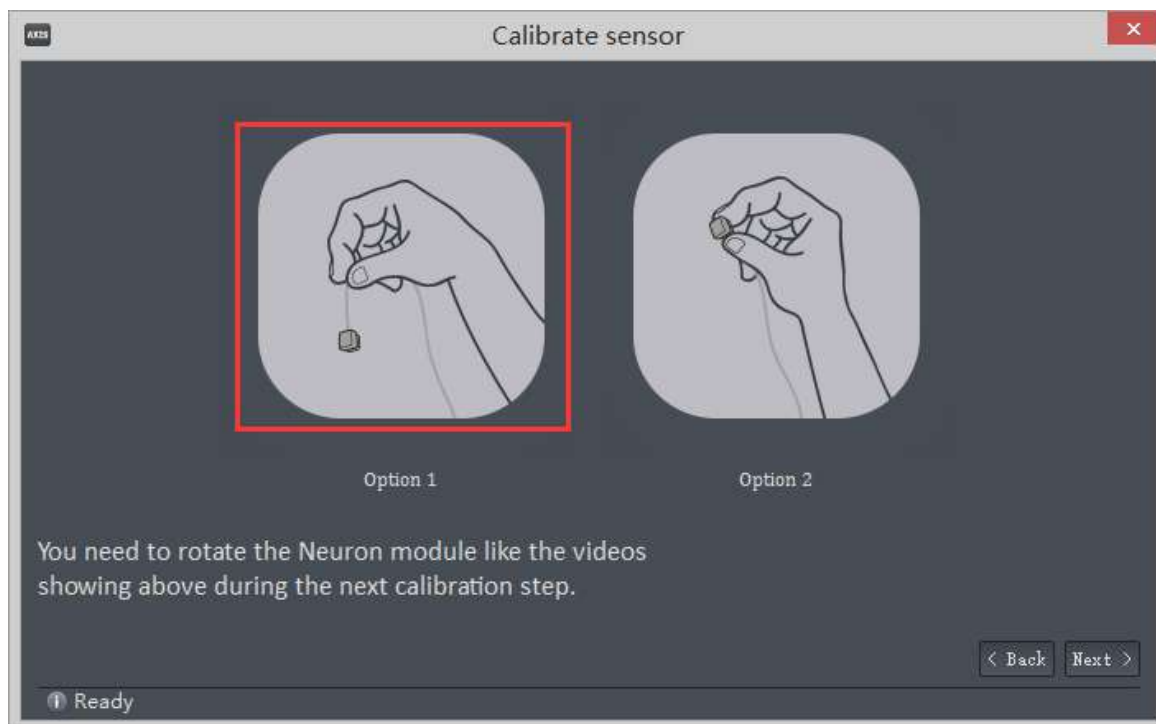 AXIS
Calibrate sensor
Option 1
Option 2
You need to rotate the Neuron module like the videos
showing above during the next calibration step.
< Back
Next >
Ready